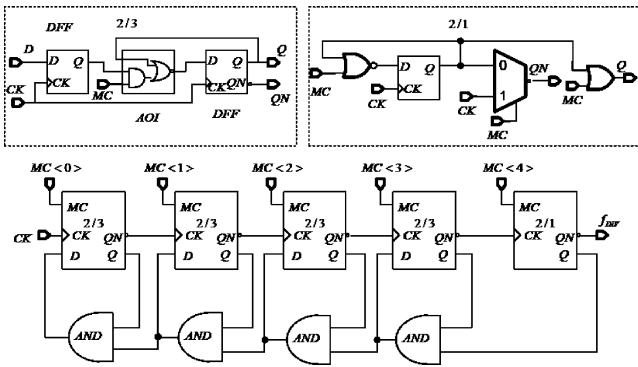 DFF 2/3
D D Q D Q Q
CK CK MC CK QN QN
AOI DFF
2/1
MC D Q 0 QN Q
CK CK CK 1 MC
MC
MC<0> MC<1> MC<2> MC<3> MC<4>
MC MC MC MC MC
2/3 2/3 2/3 2/3 2/1
CK CK QN CK QN CK QN CK QN CK QN f_DIV
D Q D Q D Q D Q Q
AND AND AND AND